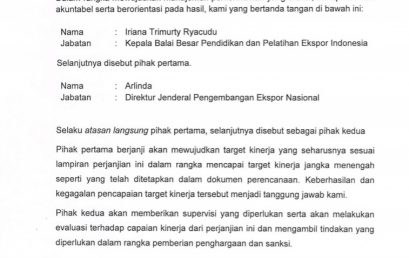 akuntabel serta berorientasi pada hasil, kami yang bertanda tangan di bawah ini:
Nama : Iriana Trimurty Ryacudu
Jabatan : Kepala Balai Besar Pendidikan dan Pelatihan Ekspor Indonesia
Selanjutnya disebut pihak pertama.
Nama : Arlinda
Jabatan : Direktur Jenderal Pengembangan Ekspor Nasional
Selaku atasan langsung pihak pertama, selanjutnya disebut sebagai pihak kedua
Pihak pertama berjanji akan mewujudkan target kinerja yang seharusnya sesuai
lampiran perjanjian ini dalam rangka mencapai target kinerja jangka menengah
seperti yang telah ditetapkan dalam dokumen perencanaan. Keberhasilan dan
kegagalan pencapaian target kinerja tersebut menjadi tanggung jawab kami.
Pihak kedua akan memberikan supervisi yang diperlukan serta akan melakukan
evaluasi terhadap capaian kinerja dari perjanjian ini dan mengambil tindakan yang
diperlukan dalam rangka pemberian penghargaan dan sanksi.